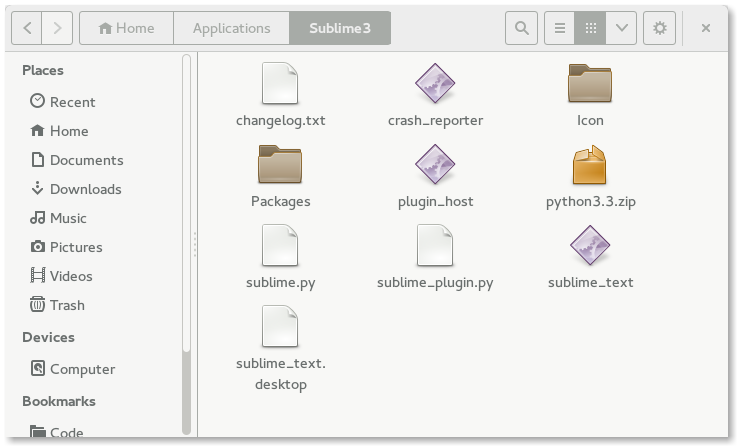 Home
Applications
Sublime3
Places
Recent
Home
Documents
Downloads
Music
Pictures
Videos
Trash
Devices
Computer
Bookmarks
Code
changelog.txt
crash_reporter
Icon
Packages
plugin_host
python3.3.zip
sublime.py
sublime_plugin.py
sublime_text
sublime_text.
desktop